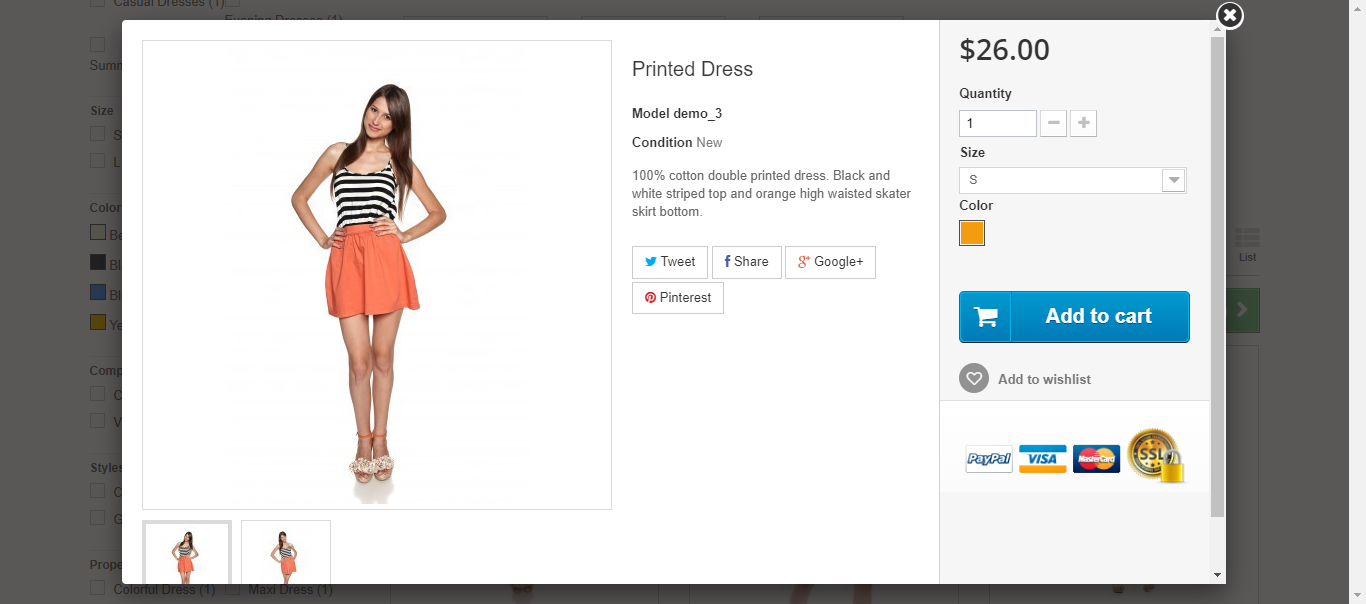 Casual Dresses (1)
Evening Dresses (1)
Summ
Size
S
L
Color
Be
Bl
Bl
Ye
Comp
C
V
Styles
C
G
Prope
Colorful Dress (1)
Maxi Dress (1)
Printed Dress
Model demo_3
Condition New
100% cotton double printed dress. Black and
white striped top and orange high waisted skater
skirt bottom.
Tweet
Share
Google+
Pinterest
$26.00
Quantity
1
Size
S
Color
Add to cart
Add to wishlist
PayPal
VISA
MasterCard
SSL
List